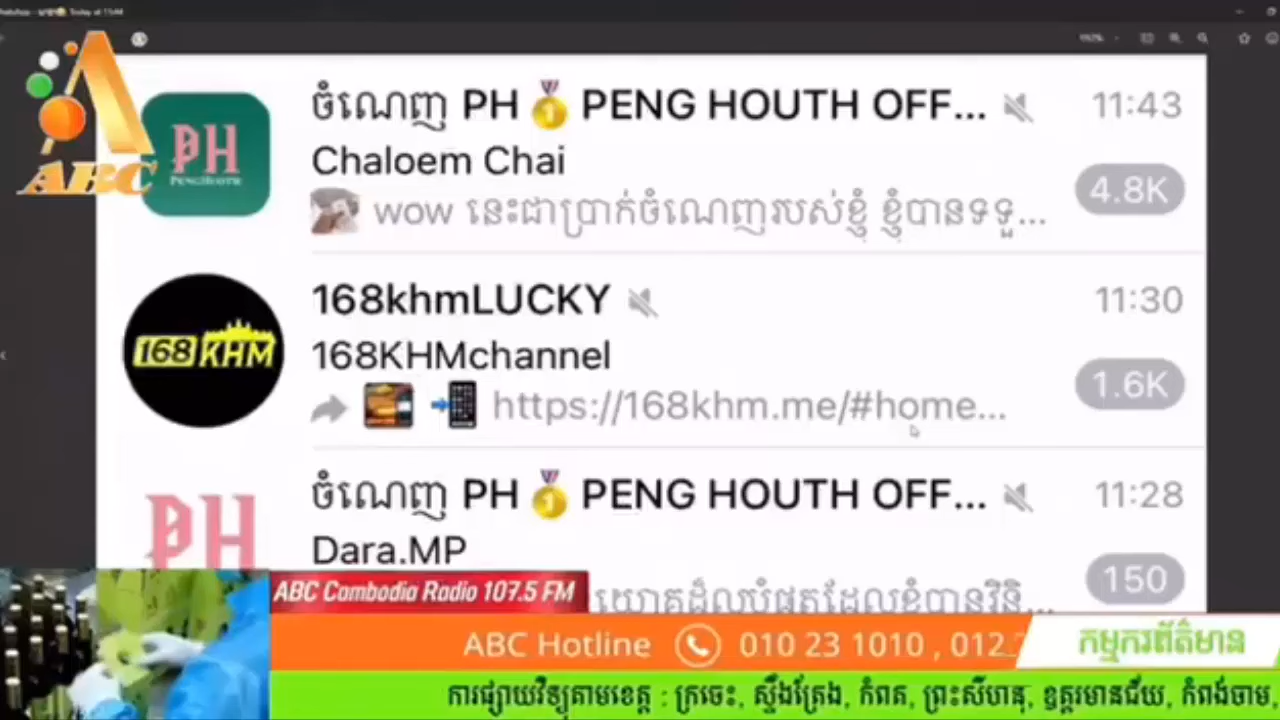 ABC
PH
PENGHOUTH
ចំណេញ PH🏅PENG HOUTH OFF...
11:43
Chaloem Chai
4.8K
wow នេះជាប្រាក់ចំណេញរបស់ខ្ញុំ ខ្ញុំបានទទួ...
168 KHM
168khmLUCKY
11:30
168KHMchannel
1.6K
https://168khm.me/#home...
PH
ចំណេញ PH🏅PENG HOUTH OFF...
11:28
Dara.MP
150
ABC Cambodia Radio 107.5 FM
ABC Hotline 010 23 1010 , 012
កម្មករព័ត៌មាន
ការផ្សាយវិទ្យុតាមខេត្ត : ក្រចេះ, ស្ទឹងត្រែង, កំពត, ព្រះសីហនុ, ឧត្តរមានជ័យ, កំពង់ចាម,